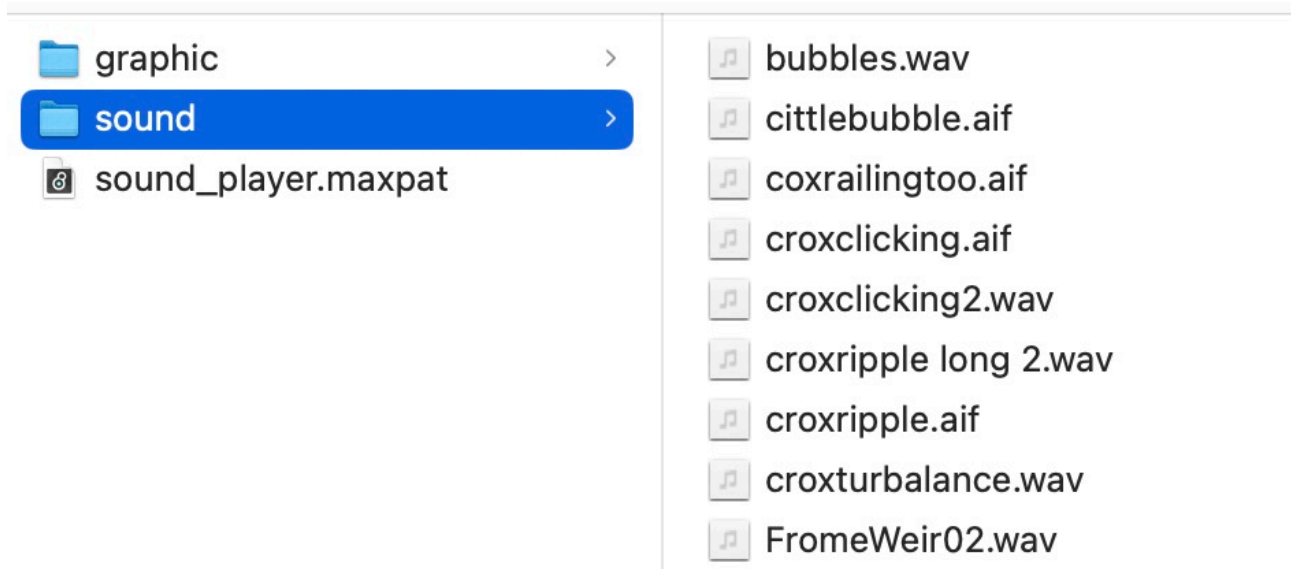 graphic
sound
sound_player.maxpat
bubbles.wav
cittlebubble.aif
coxrailingtoo.aif
croxclicking.aif
croxclicking2.wav
croxripple long 2.wav
croxripple.aif
croxturbalance.wav
FromeWeir02.wav